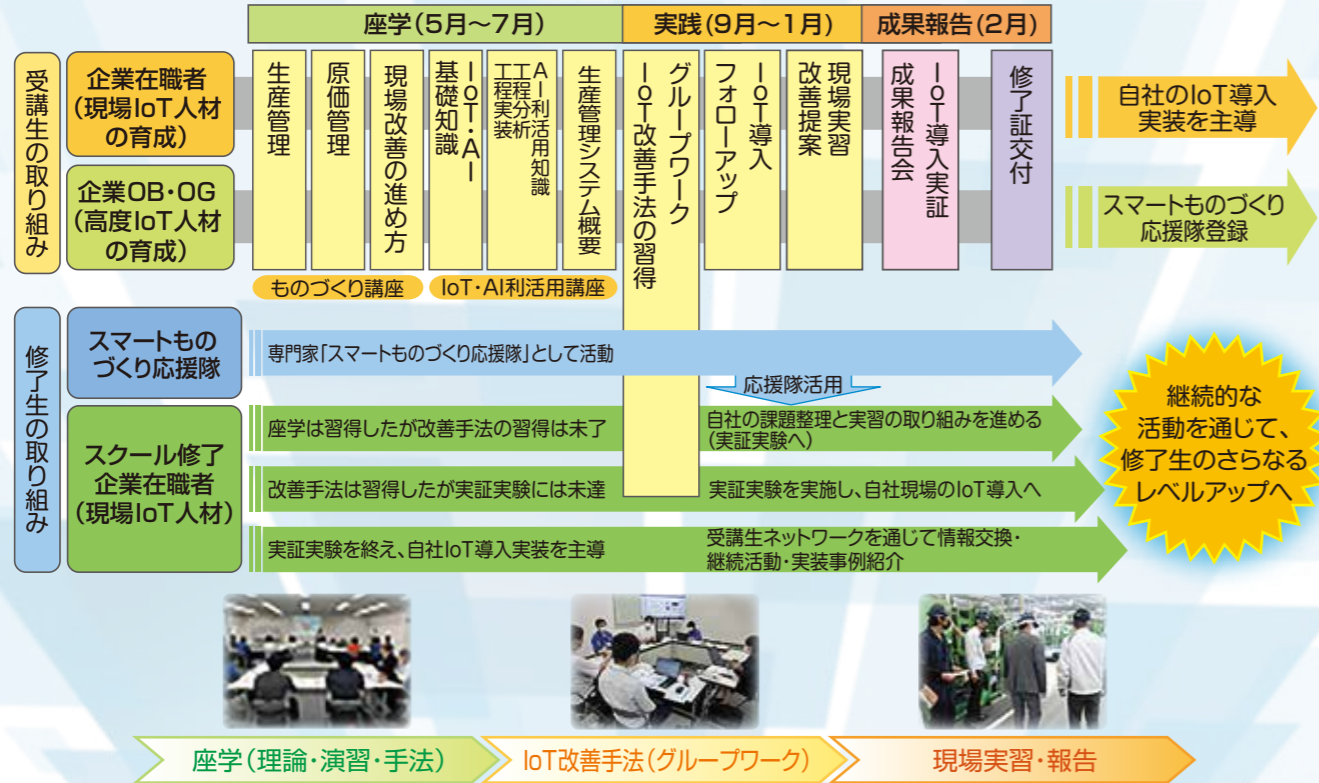 座学(5月〜7月)
実践(9月〜1月)
成果報告(2月)
受講生の取り組み
企業在職者
(現場IoT人材
の育成)
企業OB・OG
(高度IoT人材
の育成)
生産管理
原価管理
現場改善の進め方
IoT・AI
基礎知識
AI利活用知識
工程分析
工程実装
生産管理システム概要
グループワーク
IoT改善手法の習得
IoT導入
フォローアップ
現場実習
改善提案
IoT導入実証
成果報告会
修了証交付
自社のIoT導入
実装を主導
スマートものづくり
応援隊登録
ものづくり講座
IoT・AI利活用講座
修了生の取り組み
スマートもの
づくり応援隊
専門家「スマートものづくり応援隊」として活動
応援隊活用
スクール修了
企業在職者
(現場IoT人材)
座学は習得したが改善手法の習得は未了
自社の課題整理と実習の取り組みを進める
(実証実験へ)
改善手法は習得したが実証実験には未達
実証実験を実施し、自社現場のIoT導入へ
実証実験を終え、自社IoT導入実装を主導
受講生ネットワークを通じて情報交換・
継続活動・実装事例紹介
継続的な
活動を通じて、
修了生のさらなる
レベルアップへ
座学(理論・演習・手法)
IoT改善手法(グループワーク)
現場実習・報告